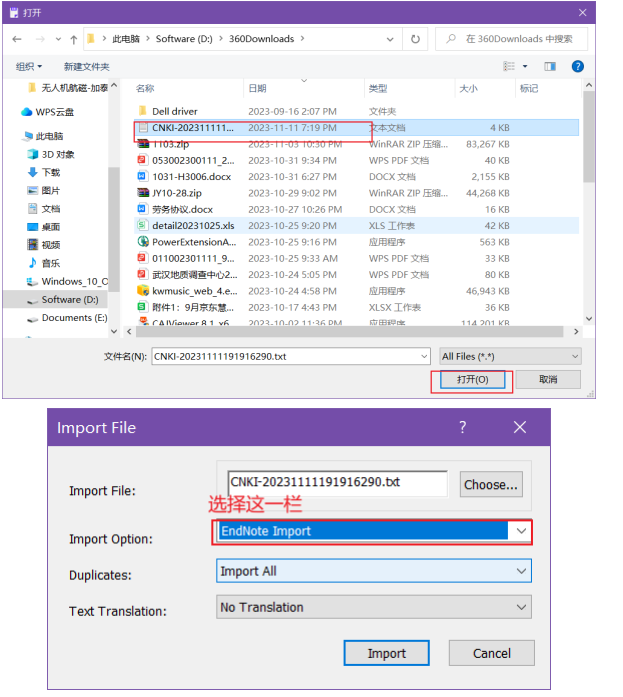 打开
此电脑 > Software (D:) > 360Downloads >
在 360Downloads 中搜索
组织
新建文件夹
无人机航磁-加泰
WPS云盘
此电脑
3D 对象
下载
图片
文档
桌面
视频
音乐
Windows_10_C
Software (D:)
Documents (E:)
名称 日期 类型 大小 标记
Dell driver 2023-09-16 2:07 PM 文件夹
CNKI-202311111... 2023-11-11 7:19 PM 文本文档 4 KB
1103.zip 2023-11-03 10:30 PM WinRAR ZIP 压缩... 83,267 KB
053002300111_2... 2023-10-31 9:34 PM WPS PDF 文档 40 KB
1031-H3006.docx 2023-10-31 6:27 PM DOCX 文档 2,155 KB
JY10-28.zip 2023-10-29 9:02 PM WinRAR ZIP 压缩... 44,268 KB
劳务协议.docx 2023-10-27 10:26 PM DOCX 文档 16 KB
detail20231025.xls 2023-10-25 9:20 PM XLS 工作表 42 KB
PowerExtensionA... 2023-10-25 9:16 PM 应用程序 563 KB
011002301111_9... 2023-10-25 9:33 AM WPS PDF 文档 33 KB
武汉地质调查中心2... 2023-10-24 5:05 PM WPS PDF 文档 80 KB
kwmusic_web_4.e... 2023-10-24 4:58 PM 应用程序 46,943 KB
附件1：9月京东慧... 2023-10-17 4:43 PM XLSX 工作表 36 KB
CAJViewer 8.1_x6... 2023-10-02 11:36 PM 应用程序 114,201 KB
文件名(N): CNKI-20231111191916290.txt All Files (*.*)
打开(O) 取消
Import File ?
Import File: CNKI-20231111191916290.txt Choose...
选择这一栏
Import Option: EndNote Import
Duplicates: Import All
Text Translation: No Translation
Import Cancel